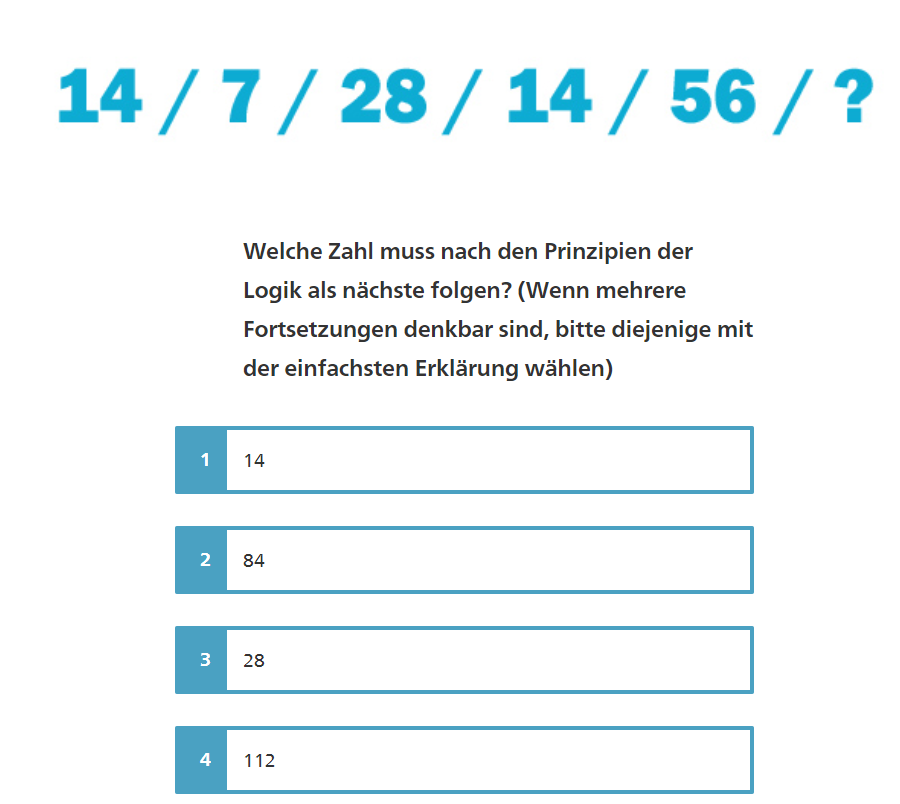 14 / 7 / 28 / 14 / 56 / ?
Welche Zahl muss nach den Prinzipien der
Logik als nächste folgen? (Wenn mehrere
Fortsetzungen denkbar sind, bitte diejenige mit
der einfachsten Erklärung wählen)
1 14
2 84
3 28
4 112